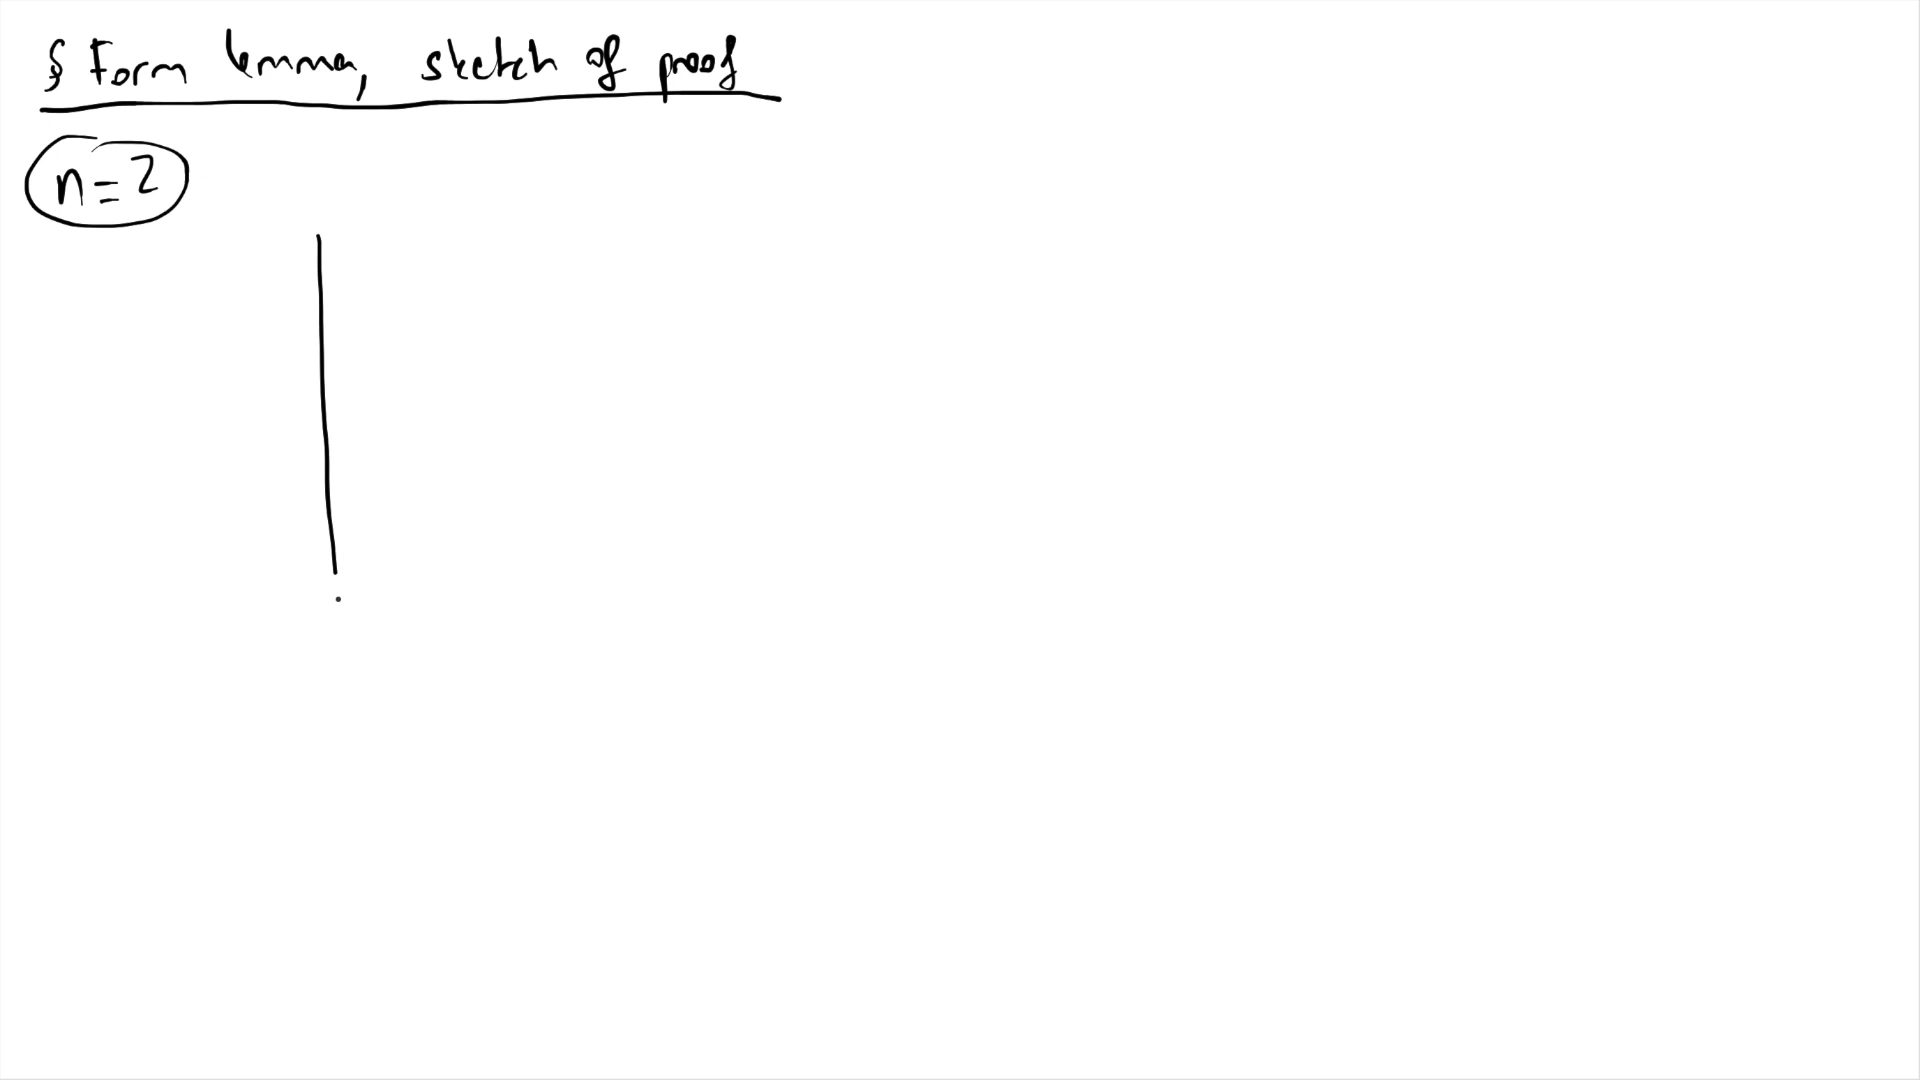 § Form lemma, sketch of proof
n=2